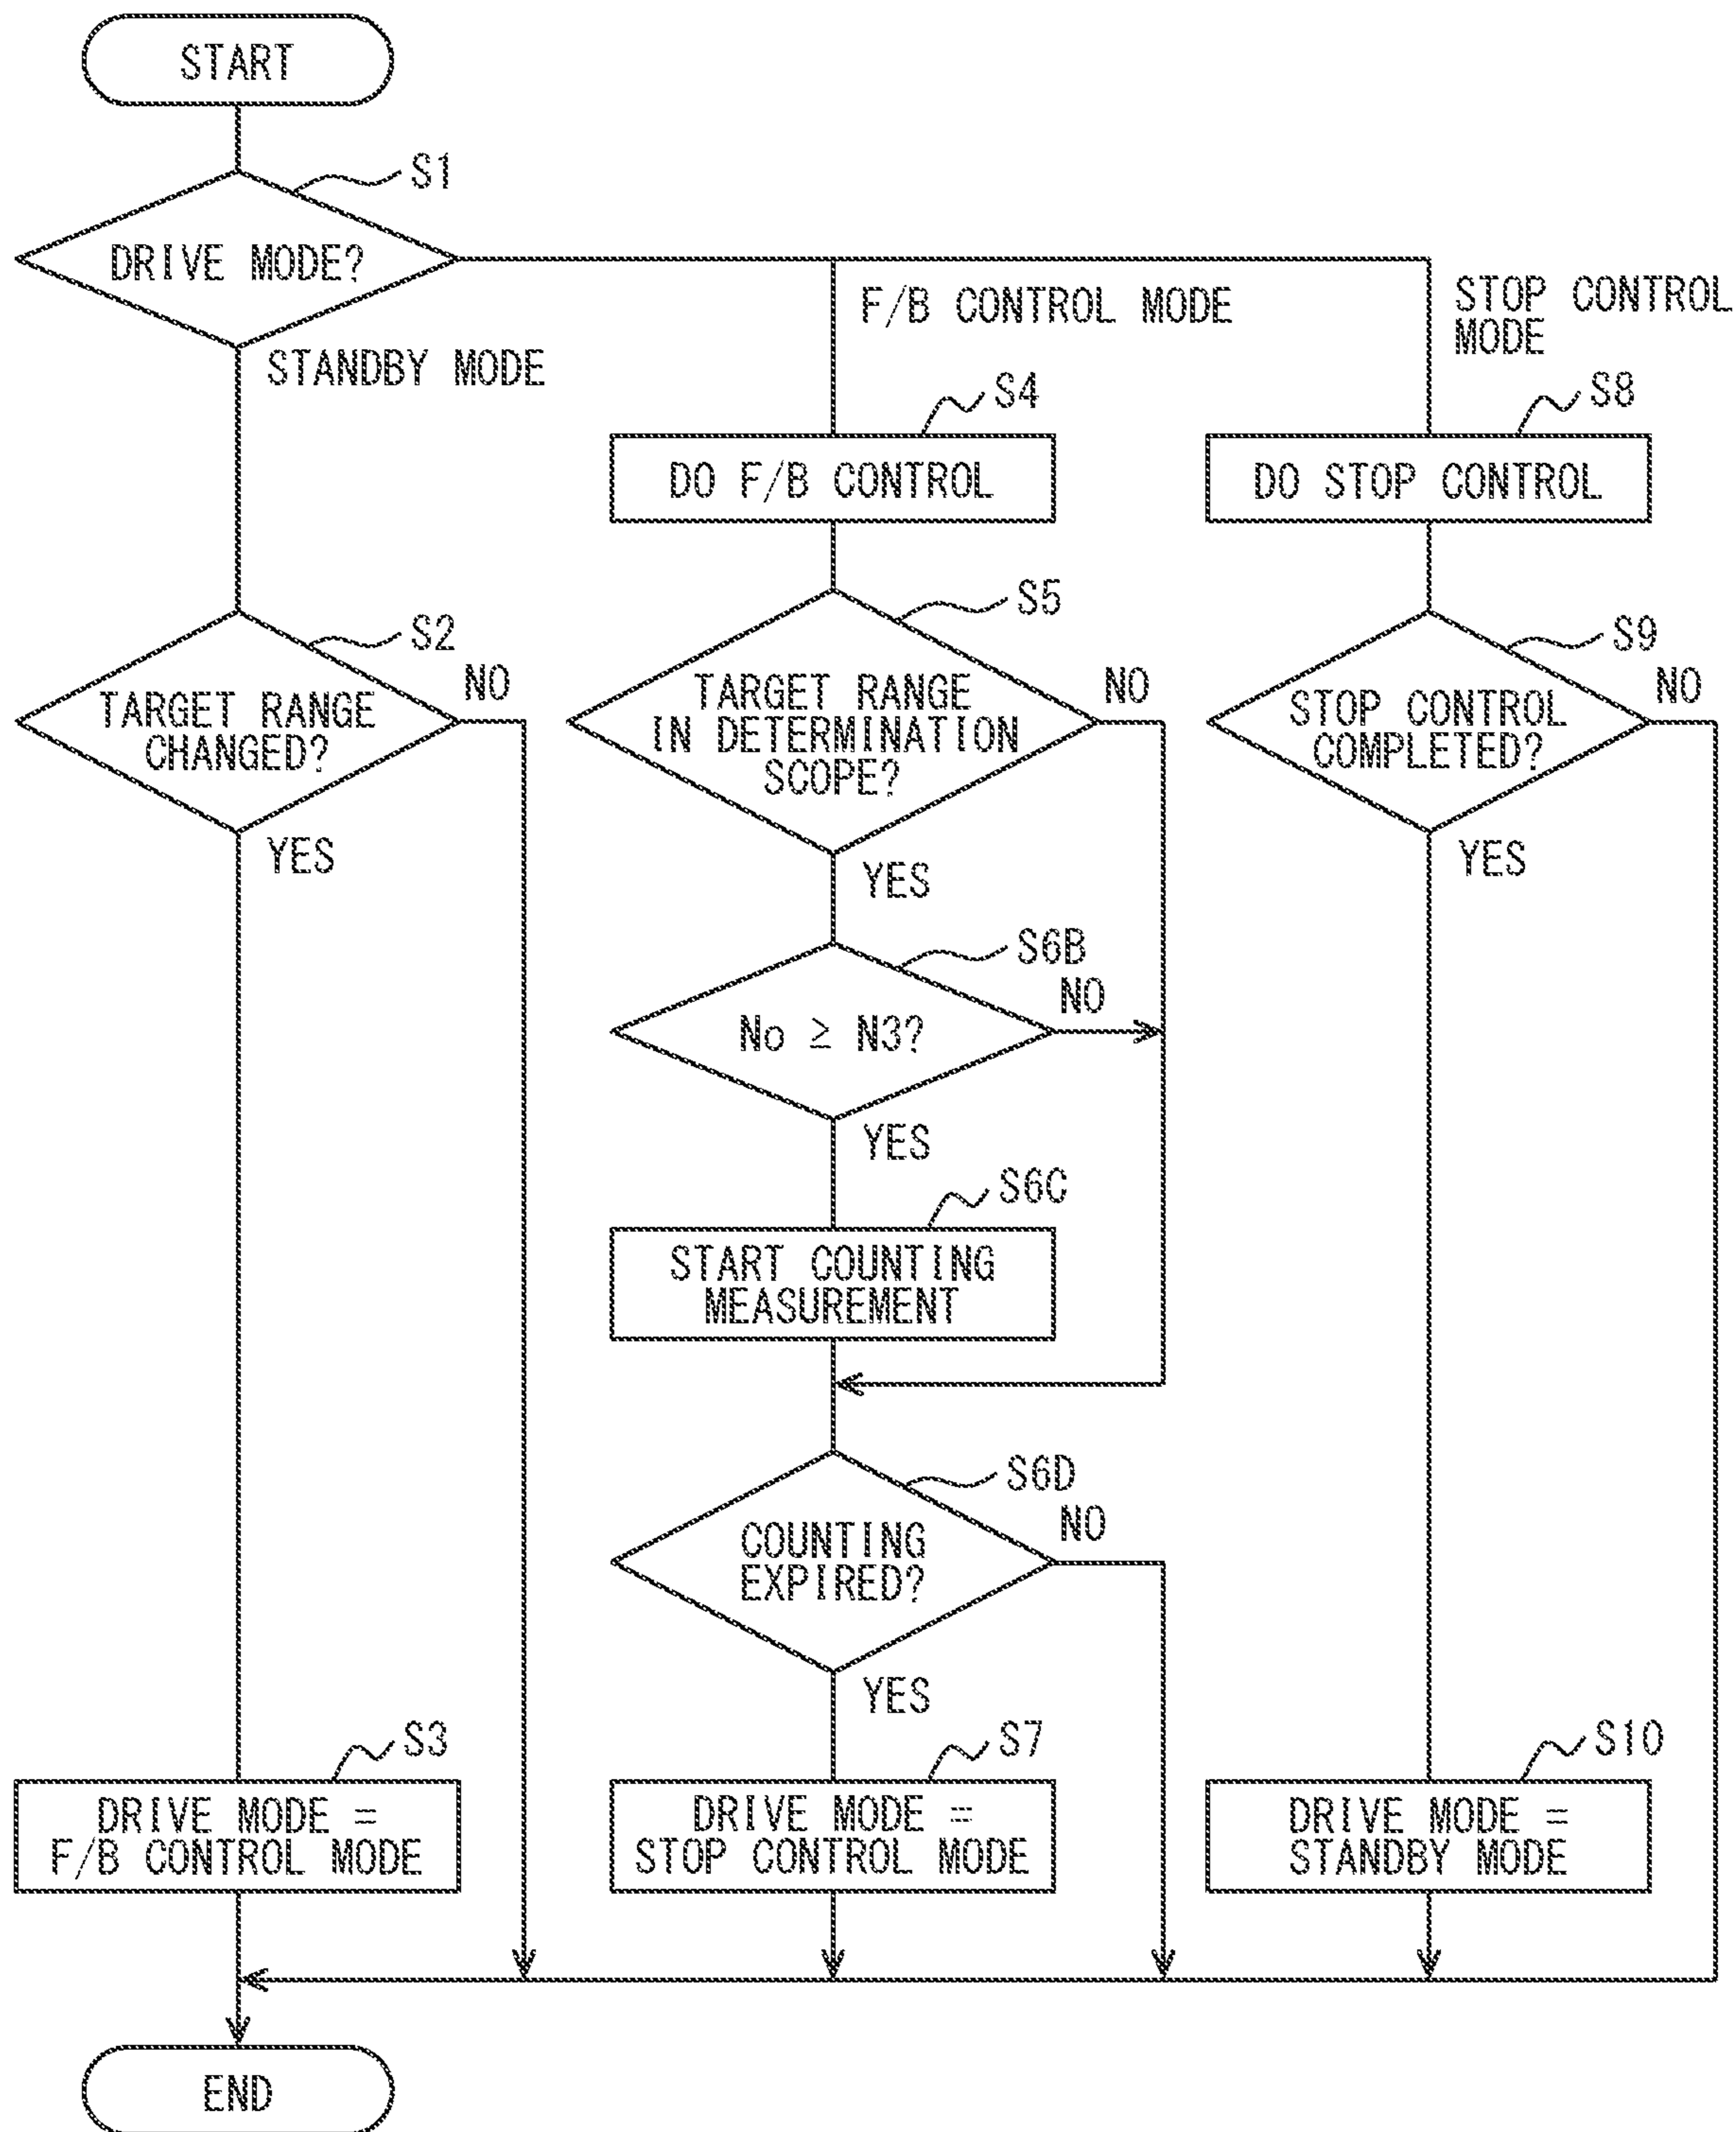 START
S1
DRIVE MODE?
F/B CONTROL MODE
STOP CONTROL
MODE
STANDBY MODE
S4
S8
DO F/B CONTROL
DO STOP CONTROL
S2
NO
TARGET RANGE
CHANGED?
YES
S5
NO
TARGET RANGE
IN DETERMINATION
SCOPE?
YES
S9
NO
STOP CONTROL
COMPLETED?
YES
S6B
NO
No ≥ N3?
YES
S6C
START COUNTING
MEASUREMENT
S6D
NO
COUNTING
EXPIRED?
YES
S3
DRIVE MODE =
F/B CONTROL MODE
S7
DRIVE MODE =
STOP CONTROL MODE
S10
DRIVE MODE =
STANDBY MODE
END